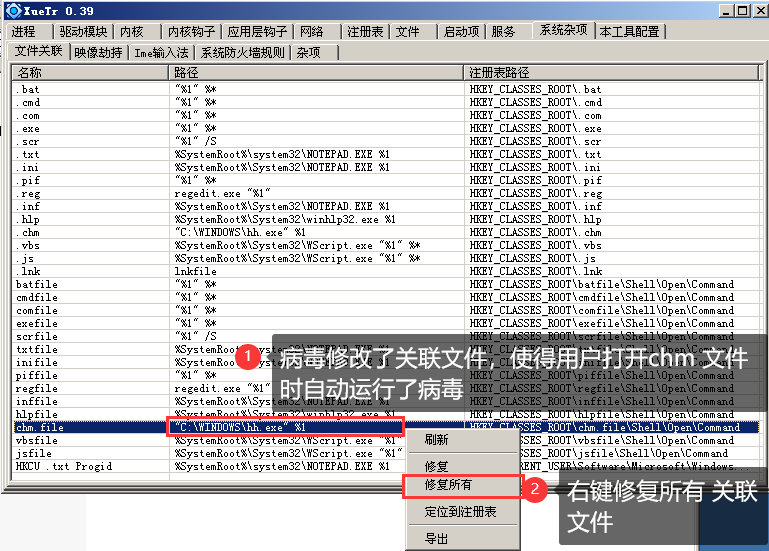 XueTr 0.39
进程 驱动模块 内核 内核钩子 应用层钩子 网络 注册表 文件 启动项 服务 系统杂项 本工具配置
文件关联 映像劫持 Ime输入法 系统防火墙规则 杂项
名称 路径 注册表路径
.bat "%1" %* HKEY_CLASSES_ROOT\.bat
.cmd "%1" %* HKEY_CLASSES_ROOT\.cmd
.com "%1" %* HKEY_CLASSES_ROOT\.com
.exe "%1" %* HKEY_CLASSES_ROOT\.exe
.scr "%1" /S HKEY_CLASSES_ROOT\.scr
.txt %SystemRoot%\system32\NOTEPAD.EXE %1 HKEY_CLASSES_ROOT\.txt
.ini %SystemRoot%\System32\NOTEPAD.EXE %1 HKEY_CLASSES_ROOT\.ini
.pif "%1" %* HKEY_CLASSES_ROOT\.pif
.reg regedit.exe "%1" HKEY_CLASSES_ROOT\.reg
.inf %SystemRoot%\System32\NOTEPAD.EXE %1 HKEY_CLASSES_ROOT\.inf
.hlp %SystemRoot%\System32\winhlp32.exe %1 HKEY_CLASSES_ROOT\.hlp
.chm "C:\WINDOWS\hh.exe" %1 HKEY_CLASSES_ROOT\.chm
.vbs %SystemRoot%\System32\WScript.exe "%1" %* HKEY_CLASSES_ROOT\.vbs
.js %SystemRoot%\System32\WScript.exe "%1" %* HKEY_CLASSES_ROOT\.js
.lnk lnkfile HKEY_CLASSES_ROOT\.lnk
batfile "%1" %* HKEY_CLASSES_ROOT\batfile\Shell\Open\Command
cmdfile "%1" %* HKEY_CLASSES_ROOT\cmdfile\Shell\Open\Command
comfile "%1" %* HKEY_CLASSES_ROOT\comfile\Shell\Open\Command
exefile "%1" %* HKEY_CLASSES_ROOT\exefile\Shell\Open\Command
scrfile "%1" /S HKEY_CLASSES_ROOT\scrfile\Shell\Open\Command
txtfile %SystemRoot%\system32\NOTEPAD.EXE %1
inifile %SystemRoot%\System32\NOTEPAD.EXE %1
piffile "%1" %* HKEY_CLASSES_ROOT\piffile\Shell\Open\Command
regfile regedit.exe "%1" HKEY_CLASSES_ROOT\regfile\Shell\Open\Command
inffile %SystemRoot%\System32\NOTEPAD.EXE %1 HKEY_CLASSES_ROOT\inffile\Shell\Open\Command
hlpfile %SystemRoot%\System32\winhlp32.exe %1 HKEY_CLASSES_ROOT\hlpfile\Shell\Open\Command
chm.file "C:\WINDOWS\hh.exe" %1 HKEY_CLASSES_ROOT\chm.file\Shell\Open\Command
vbsfile %SystemRoot%\System32\WScript.exe "%1" HKEY_CLASSES_ROOT\vbsfile\Shell\Open\Command
jsfile %SystemRoot%\System32\WScript.exe "%1" _CLASSES_ROOT\jsfile\Shell\Open\Command
HKCU .txt Progid %SystemRoot%\system32\NOTEPAD.EXE %1 RENT_USER\Software\Microsoft\Windows...
1 病毒修改了关联文件，使得用户打开chm 文件
时自动运行了病毒
刷新
修复
修复所有
定位到注册表
导出
2 右键修复所有 关联
文件